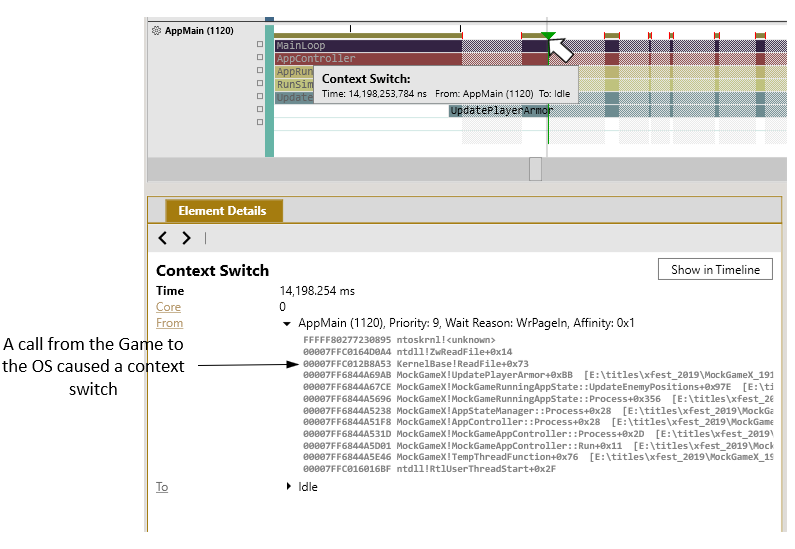 AppMain (1120)
MainLoop
AppController
AppRun
RunSim
Update
Context Switch:
Time: 14,198,253,784 ns From: AppMain (1120) To: Idle
UpdatePlayerArmor
Element Details
Context Switch
Show in Timeline
Time 14,198.254 ms
Core 0
From AppMain (1120), Priority: 9, Wait Reason: WrPageIn, Affinity: 0x1
FFFFF80277230895 ntoskrnl!<unknown>
00007FFC0164D0A4 ntdll!ZwReadFile+0x14
00007FFC012B8A53 KernelBase!ReadFile+0x73
00007FF6844A69AB MockGameX!UpdatePlayerArmor+0xBB [E:\titles\xfest_2019\MockGameX_191
00007FF6844A67CE MockGameX!MockGameRunningAppState::UpdateEnemyPositions+0x97E [E:\ti
00007FF6844A5696 MockGameX!MockGameRunningAppState::Process+0x356 [E:\titles\xfest_20
00007FF6844A5238 MockGameX!AppStateManager::Process+0x28 [E:\titles\xfest_2019\MockGa
00007FF6844A51F8 MockGameX!AppController::Process+0x28 [E:\titles\xfest_2019\MockGame
00007FF6844A531D MockGameX!MockGameAppController::Process+0x2D [E:\titles\xfest_2019\
00007FF6844A5D01 MockGameX!MockGameAppController::Run+0x11 [E:\titles\xfest_2019\Mock
00007FF6844A5E46 MockGameX!TempThreadFunction+0x76 [E:\titles\xfest_2019\MockGameX_19
00007FFC016016BF ntdll!RtlUserThreadStart+0x2F
To Idle
A call from the Game to
the OS caused a context
switch